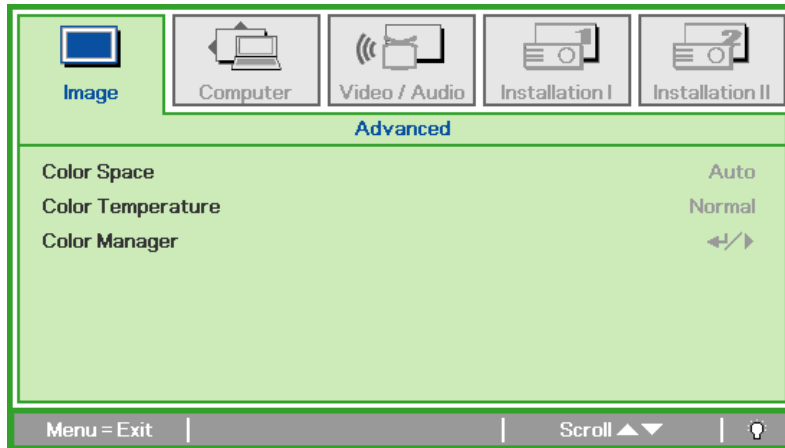 Image
Computer
Video / Audio
Installation I
Installation II
Advanced
Color Space Auto
Color Temperature Normal
Color Manager
Menu = Exit Scroll